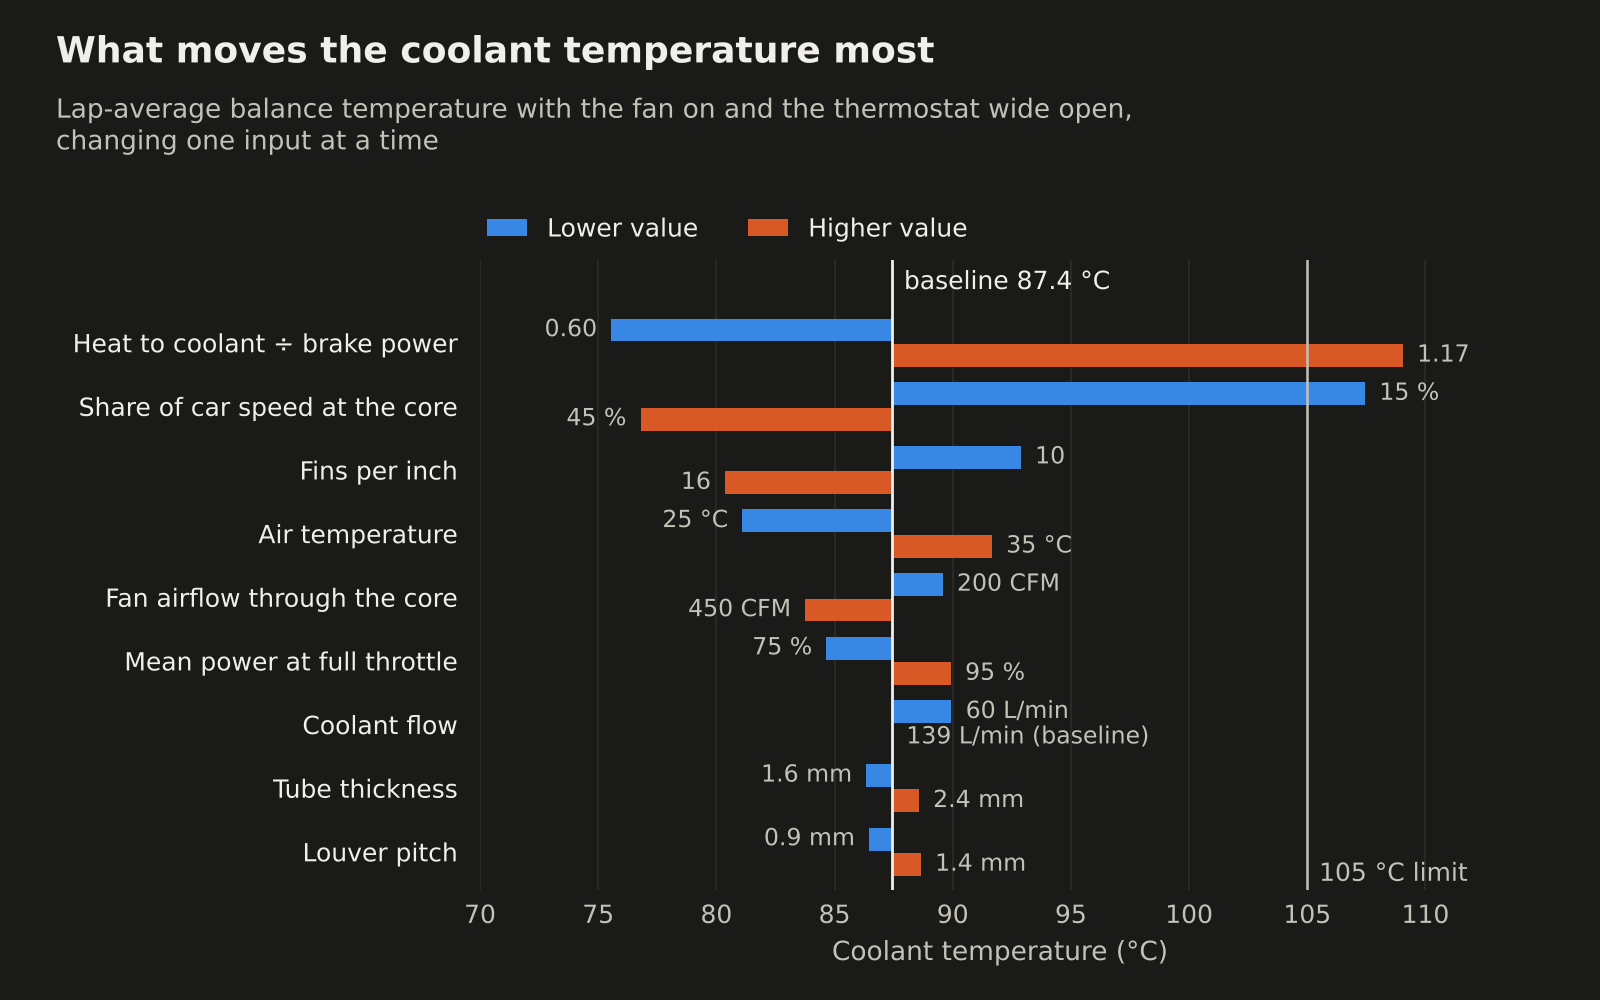 What moves the coolant temperature most
Lap-average balance temperature with the fan on and the thermostat wide open,
changing one input at a time
Lower value
Higher value
baseline 87.4 °C
Heat to coolant ÷ brake power
0.60
1.17
Share of car speed at the core
15 %
45 %
Fins per inch
10
16
Air temperature
25 °C
35 °C
Fan airflow through the core
200 CFM
450 CFM
Mean power at full throttle
75 %
95 %
Coolant flow
60 L/min
139 L/min (baseline)
Tube thickness
1.6 mm
2.4 mm
Louver pitch
0.9 mm
1.4 mm
105 °C limit
70 75 80 85 90 95 100 105 110
Coolant temperature (°C)